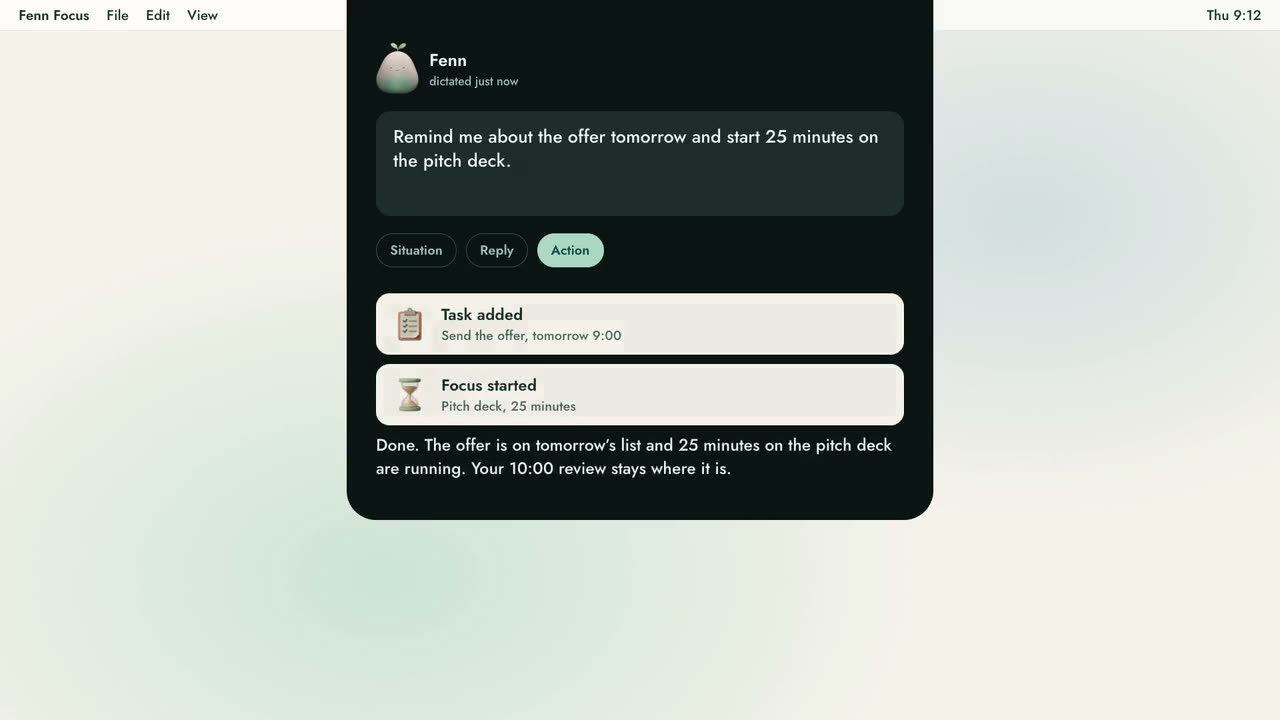 Fenn Focus File Edit View Thu 9:12
Fenn
dictated just now
Remind me about the offer tomorrow and start 25 minutes on
the pitch deck.
Situation Reply Action
Task added
Send the offer, tomorrow 9:00
Focus started
Pitch deck, 25 minutes
Done. The offer is on tomorrow’s list and 25 minutes on the pitch deck
are running. Your 10:00 review stays where it is.